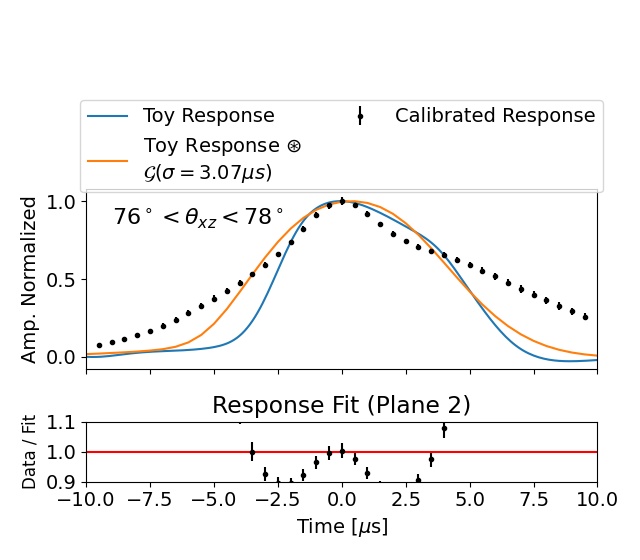 Toy Response
Calibrated Response
Toy Response ⊛
𝒢(σ = 3.07μs)
76° < θxz < 78°
Amp. Normalized
1.0
0.5
0.0
Response Fit (Plane 2)
Data / Fit
1.1
1.0
0.9
−10.0 −7.5 −5.0 −2.5 0.0 2.5 5.0 7.5 10.0
Time [μs]